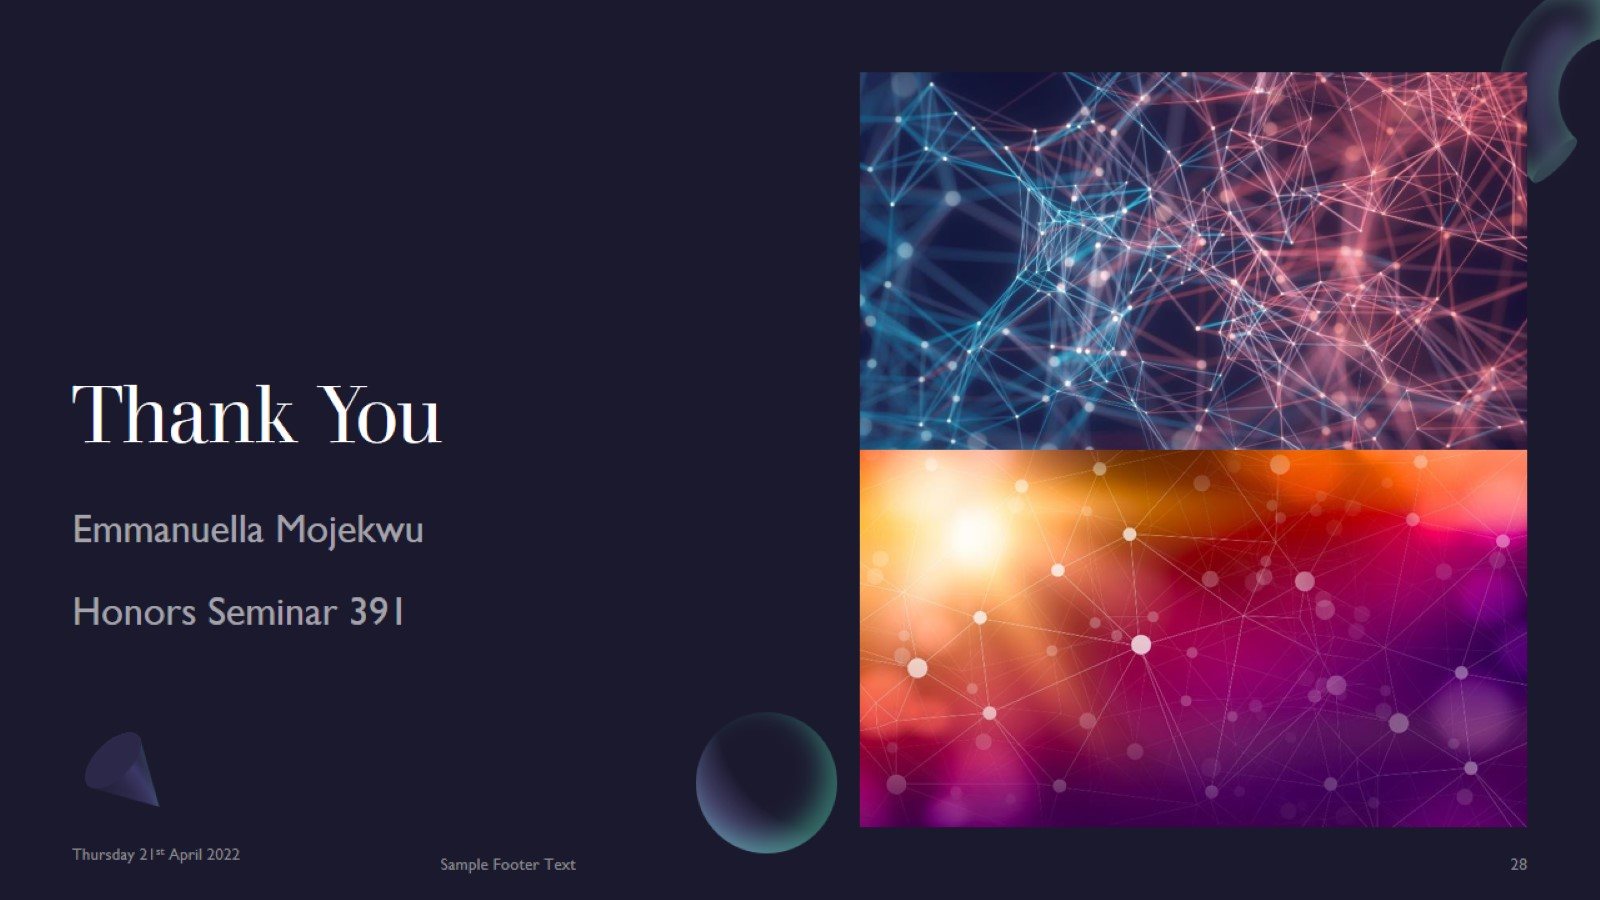 Thank You
Emmanuella Mojekwu
Honors Seminar 391
Thursday 21st April 2022
Sample Footer Text
28